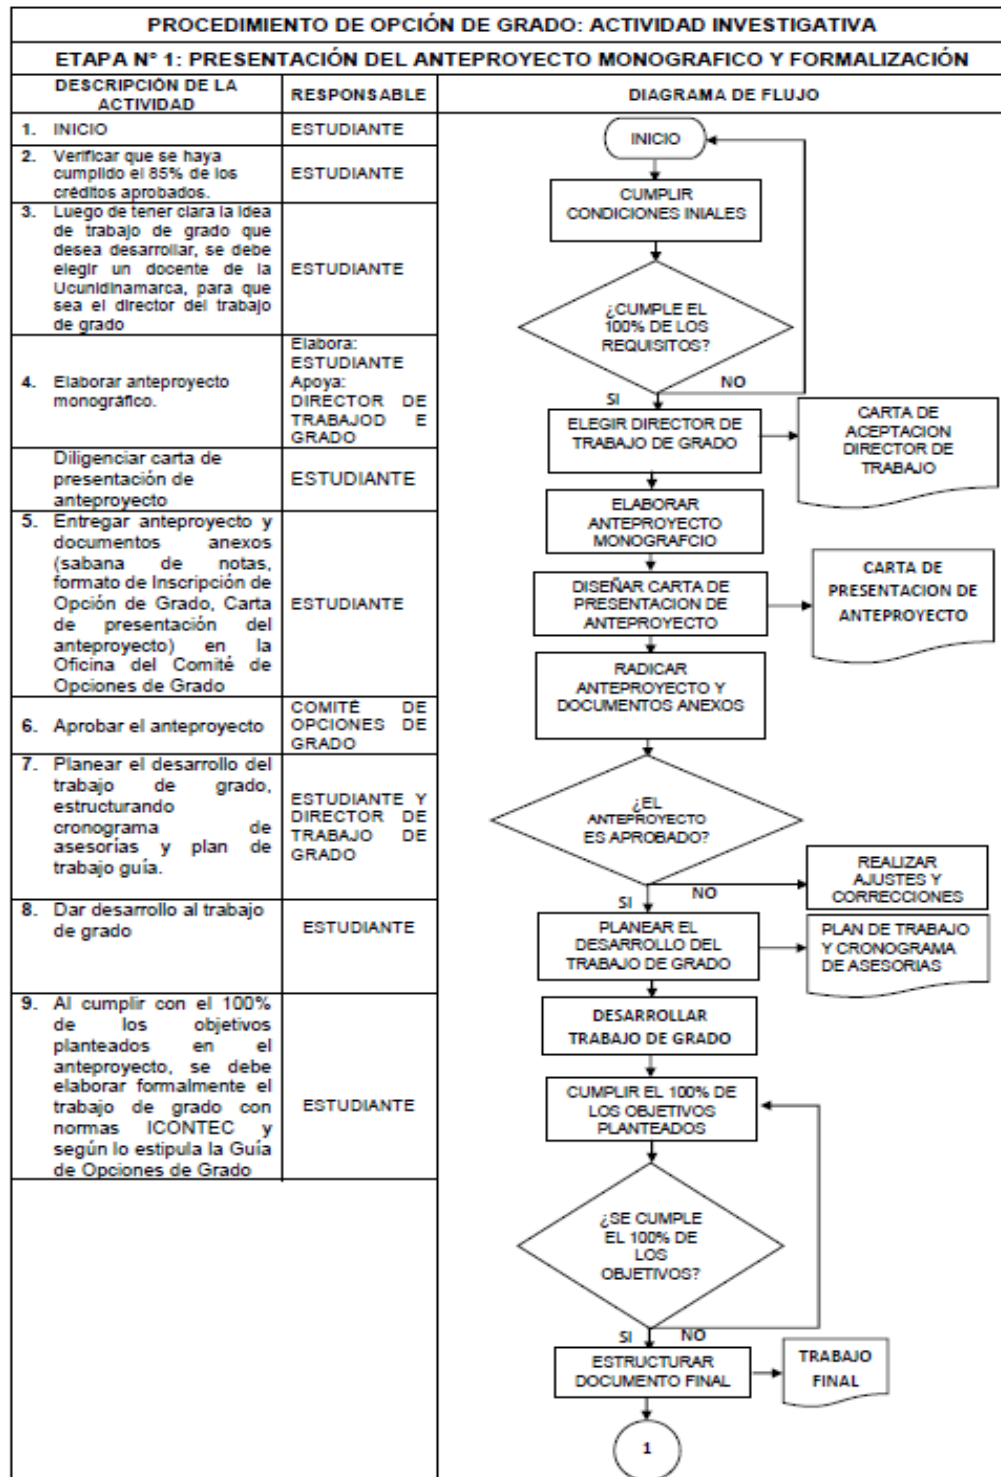 PROCEDIMIENTO DE OPCIÓN DE GRADO: ACTIVIDAD INVESTIGATIVA
ETAPA N° 1: PRESENTACIÓN DEL ANTEPROYECTO MONOGRAFICO Y FORMALIZACIÓN
DESCRIPCIÓN DE LA
ACTIVIDAD
RESPONSABLE
DIAGRAMA DE FLUJO
1. INICIO
ESTUDIANTE
2. Verificar que se haya
cumplido el 85% de los
créditos aprobados.
ESTUDIANTE
3. Luego de tener clara la idea
de trabajo de grado que
desea desarrollar, se debe
elegir un docente de la
Ucunidinamarca, para que
sea el director del trabajo
de grado
ESTUDIANTE
4. Elaborar anteproyecto
monográfico.
Elabora:
ESTUDIANTE
Apoya:
DIRECTOR DE
TRABAJOD E
GRADO
Diligenciar carta de
presentación de
anteproyecto
ESTUDIANTE
5. Entregar anteproyecto y
documentos anexos
(sabana de notas,
formato de Inscripción de
Opción de Grado, Carta
de presentación del
anteproyecto) en la
Oficina del Comité de
Opciones de Grado
ESTUDIANTE
6. Aprobar el anteproyecto
COMITÉ DE
OPCIONES DE
GRADO
7. Planear el desarrollo del
trabajo de grado,
estructurando
cronograma de
asesorías y plan de
trabajo guía.
ESTUDIANTE Y
DIRECTOR DE
TRABAJO DE
GRADO
8. Dar desarrollo al trabajo
de grado
ESTUDIANTE
9. Al cumplir con el 100%
de los objetivos
planteados en el
anteproyecto, se debe
elaborar formalmente el
trabajo de grado con
normas ICONTEC y
según lo estipula la Guía
de Opciones de Grado
ESTUDIANTE
INICIO
CUMPLIR
CONDICIONES INIALES
¿CUMPLE EL
100% DE LOS
REQUISITOS?
NO
SI
ELEGIR DIRECTOR DE
TRABAJO DE GRADO
CARTA DE
ACEPTACION
DIRECTOR DE
TRABAJO
ELABORAR
ANTEPROYECTO
MONOGRAFCIO
DISEÑAR CARTA DE
PRESENTACION DE
ANTEPROYECTO
CARTA DE
PRESENTACION DE
ANTEPROYECTO
RADICAR
ANTEPROYECTO Y
DOCUMENTOS ANEXOS
¿EL
ANTEPROYECTO
ES APROBADO?
NO
SI
REALIZAR
AJUSTES Y
CORRECCIONES
PLANEAR EL
DESARROLLO DEL
TRABAJO DE GRADO
PLAN DE TRABAJO
Y CRONOGRAMA
DE ASESORIAS
DESARROLLAR
TRABAJO DE GRADO
CUMPLIR EL 100% DE
LOS OBJETIVOS
PLANTEADOS
¿SE CUMPLE
EL 100% DE
LOS
OBJETIVOS?
SI NO
ESTRUCTURAR
DOCUMENTO FINAL
TRABAJO
FINAL
1